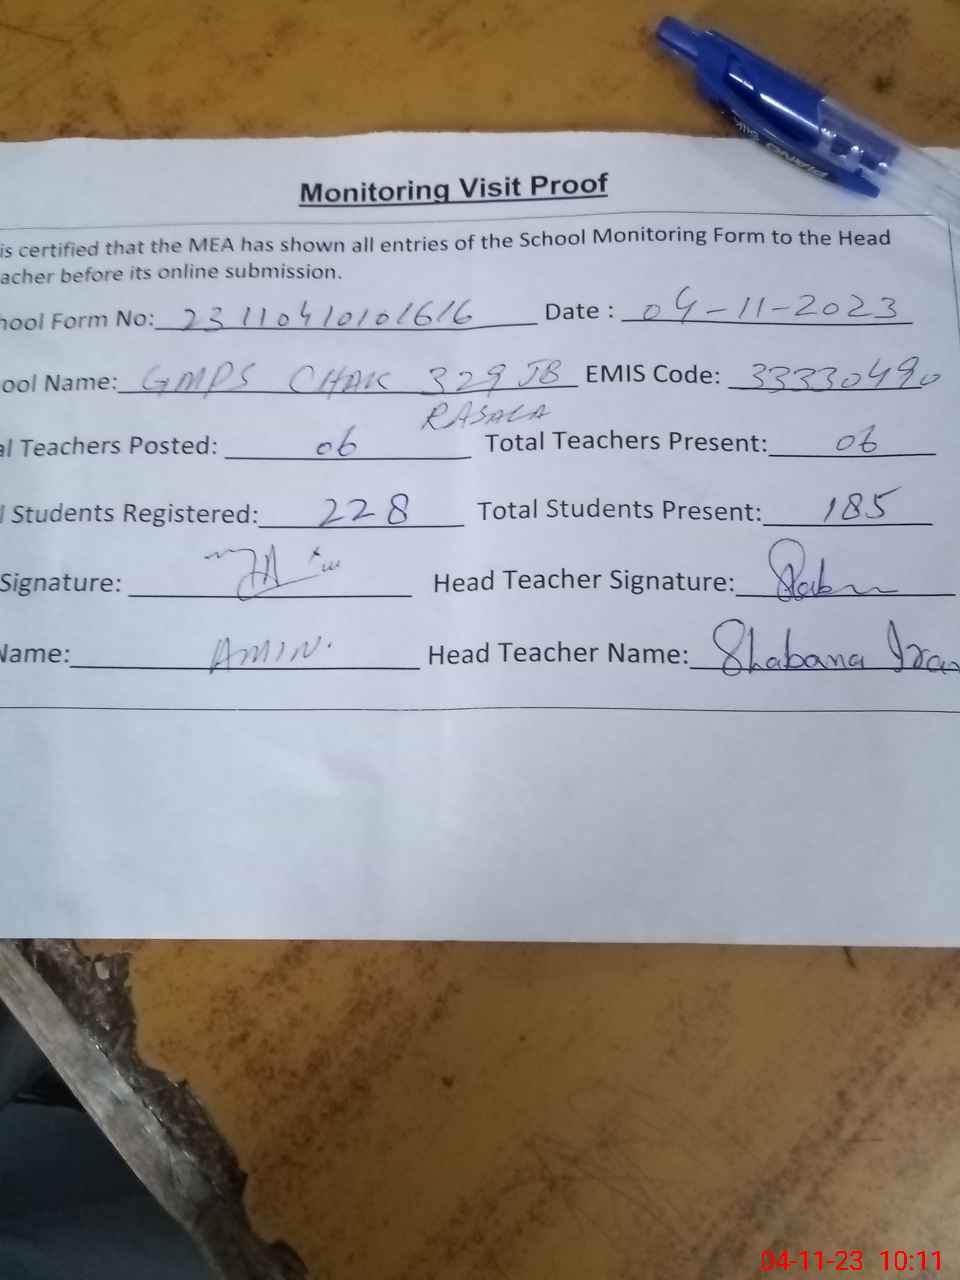 Monitoring Visit Proof
is certified that the MEA has shown all entries of the School Monitoring Form to the Head
acher before its online submission.
hool Form No: 23110410101616 Date : 04-11-2023
ool Name: GMPS CHAK 329 JB EMIS Code: 33330490
RASALA
al Teachers Posted: 06 Total Teachers Present: 06
l Students Registered: 228 Total Students Present: 185
Signature: Head Teacher Signature:
Name: AMIN. Head Teacher Name: Shabana
PIANO
04-11-23 10:11